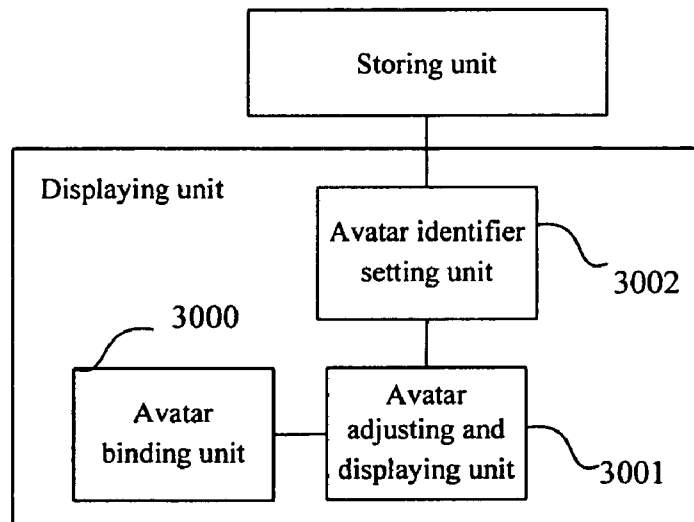 Storing unit
Displaying unit
Avatar identifier
setting unit
3002
3000
Avatar
binding unit
Avatar
adjusting and
displaying unit
3001